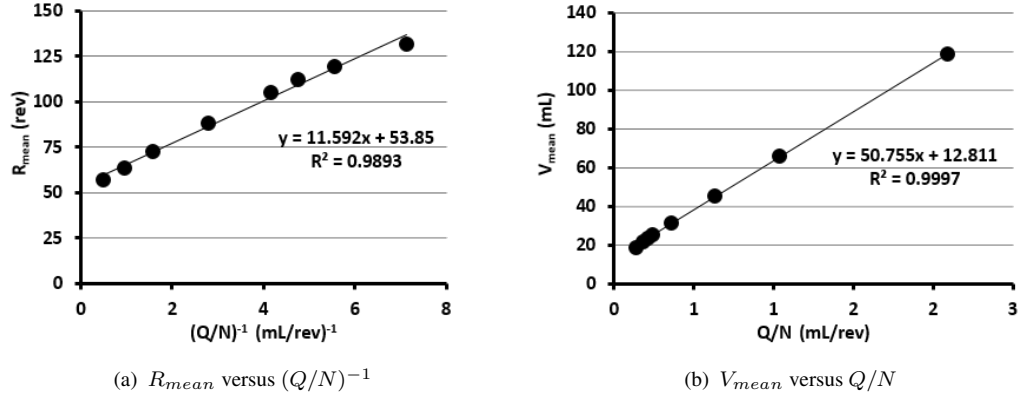 150
125
100
75
50
25
0
R_mean (rev)
y = 11.592x + 53.85
R² = 0.9893
0 2 4 6 8
(Q/N)⁻¹ (mL/rev)⁻¹
(a) R_mean versus (Q/N)⁻¹
140
120
100
80
60
40
20
0
V_mean (mL)
y = 50.755x + 12.811
R² = 0.9997
0 1 1 2 2 3
Q/N (mL/rev)
(b) V_mean versus Q/N